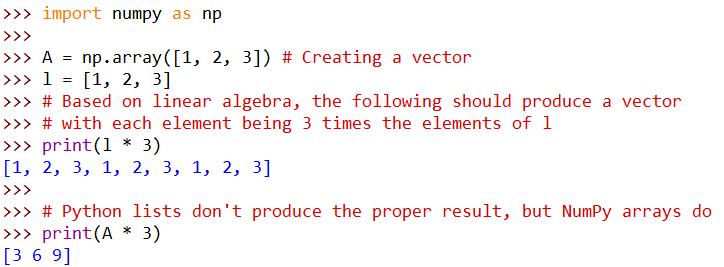 >>> import numpy as np
>>>
>>> A = np.array([1, 2, 3]) # Creating a vector
>>> l = [1, 2, 3]
>>> # Based on linear algebra, the following should produce a vector
>>> # with each element being 3 times the elements of l
>>> print(l * 3)
[1, 2, 3, 1, 2, 3, 1, 2, 3]
>>>
>>> # Python lists don't produce the proper result, but NumPy arrays do
>>> print(A * 3)
[3 6 9]